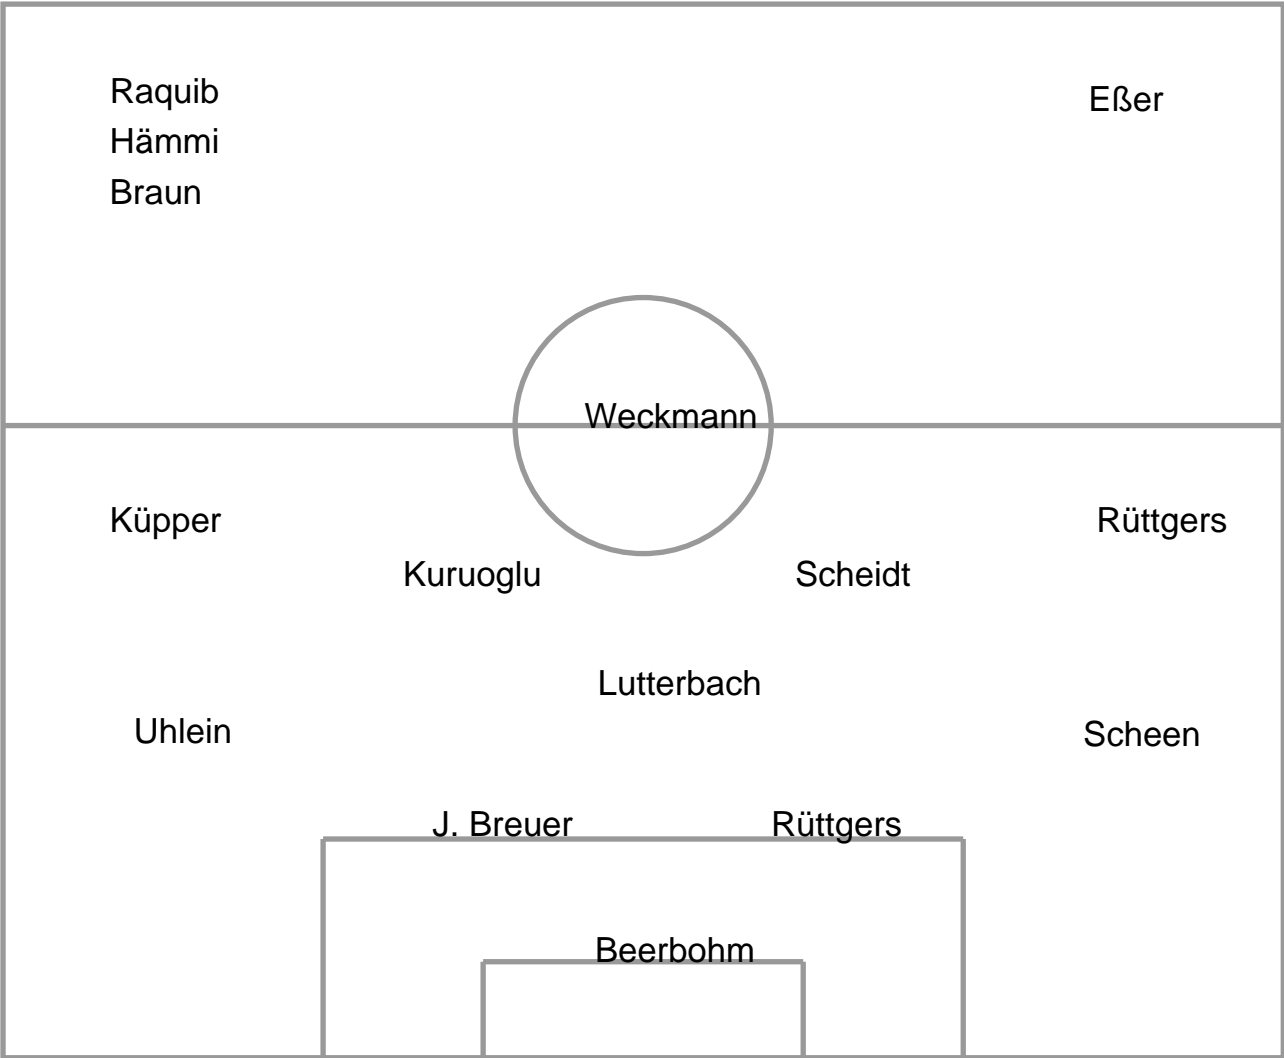 Raquib
Eßer
Hämmi
Braun
Weckmann
Küpper
Rüttgers
Kuruoglu
Scheidt
Lutterbach
Uhlein
Scheen
J. Breuer
Rüttgers
Beerbohm